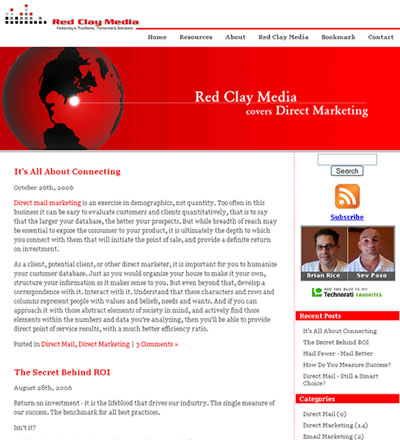 Red Clay Media
Yesterday's Traditions, Tomorrow's Solutions
Home Resources About Red Clay Media Bookmark Contact
Red Clay Media
covers Direct Marketing
It's All About Connecting
October 26th, 2006
Direct mail marketing is an exercise in demographics, not quantity. Too often in this
business it can be easy to evaluate customers and clients quantitatively, that is to say
that the larger your database, the better your prospects. But while breadth of reach may
be essential to expose the consumer to your product, it is ultimately the depth to which
you connect with them that will initiate the point of sale, and provide a definite return
on investment.
As a client, potential client, or other direct marketer, it is important for you to humanize
your customer database. Just as you would organize your house to make it your own,
structure your information so it makes sense to you. But even beyond that, develop a
correspondence with it. Interact with it. Understand that these characters and rows and
columns represent people with values and beliefs, needs and wants. And if you can
approach it with those abstract elements of society in mind, and actively find those
elements within the numbers and data you're analyzing, then you'll be able to provide
direct point of service results, with a much better efficiency ratio.
Posted in Direct Mail, Direct Marketing | 3 Comments »
The Secret Behind ROI
August 28th, 2006
Return on investment - it is the lifeblood that drives our industry. The single measure of
our success. The benchmark for all best practices.
Isn't it?
Search
Subscribe
Brian Rice Sev Paso
ADD THIS BLOG TO MY
Technorati FAVORITES
Recent Posts
It's All About Connecting
The Secret Behind ROI
Mail Fewer - Mail Better
How Do You Measure Success?
Direct Mail - Still a Smart
Choice?
Categories
Direct Mail (9)
Direct Marketing (14)
Email Marketing (2)